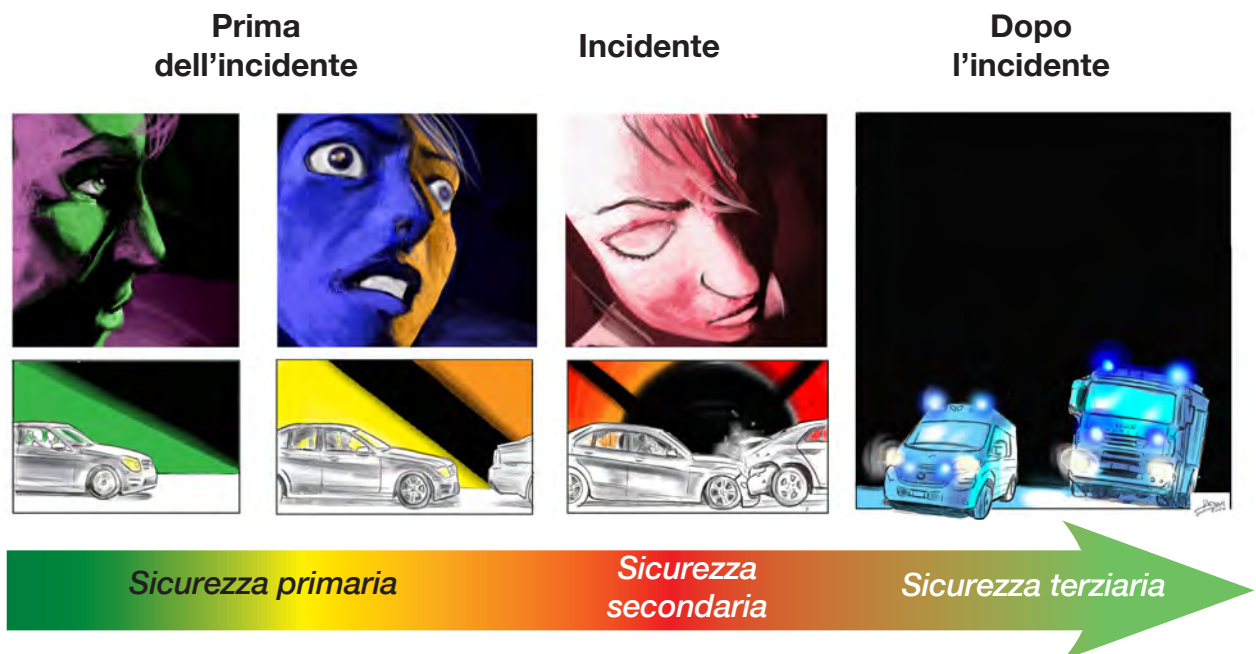 Prima
dell’incidente
Incidente
Dopo
l’incidente
Sicurezza primaria
Sicurezza
secondaria
Sicurezza terziaria